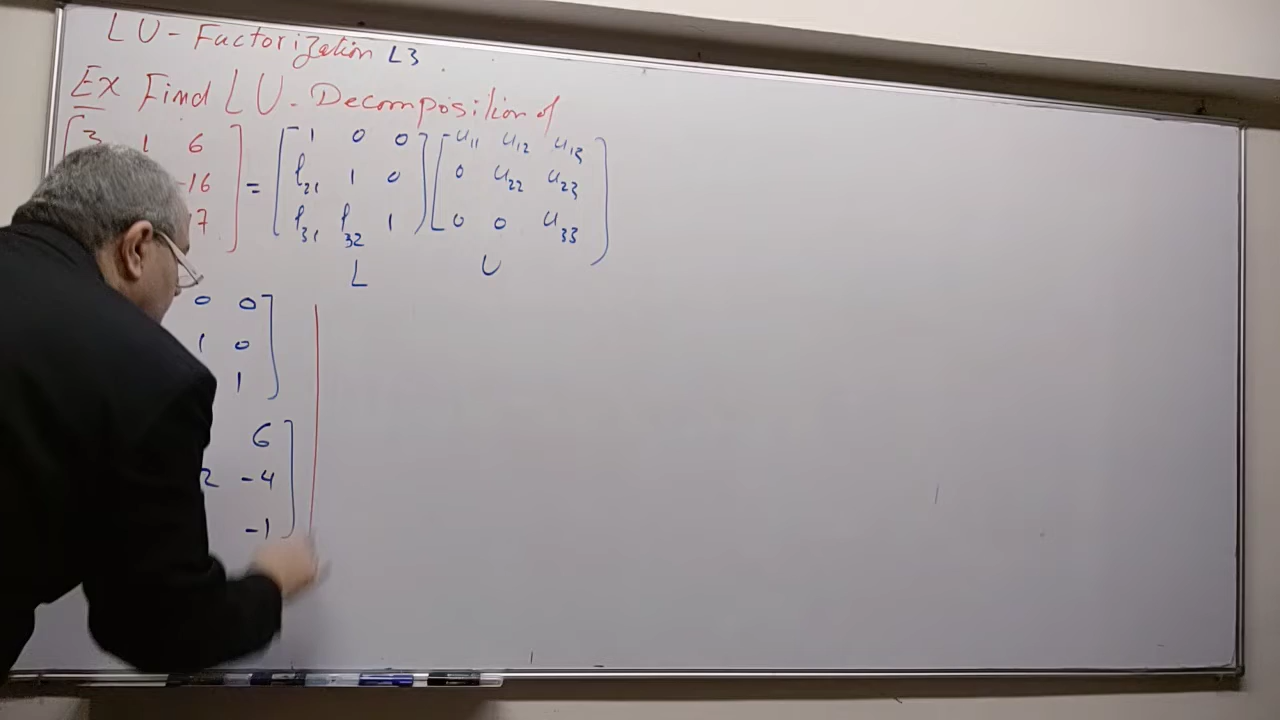 LU-Factorization L3
Ex Find LU-Decomposition of
[3 1 6] = [1 0 0] [u11 u12 u13]
-16] [l21 1 0] [0 u22 u23]
7] [l31 l32 1] [0 0 u33]
L U
0 0]
1 0
1]
6]
2 -4
-1]